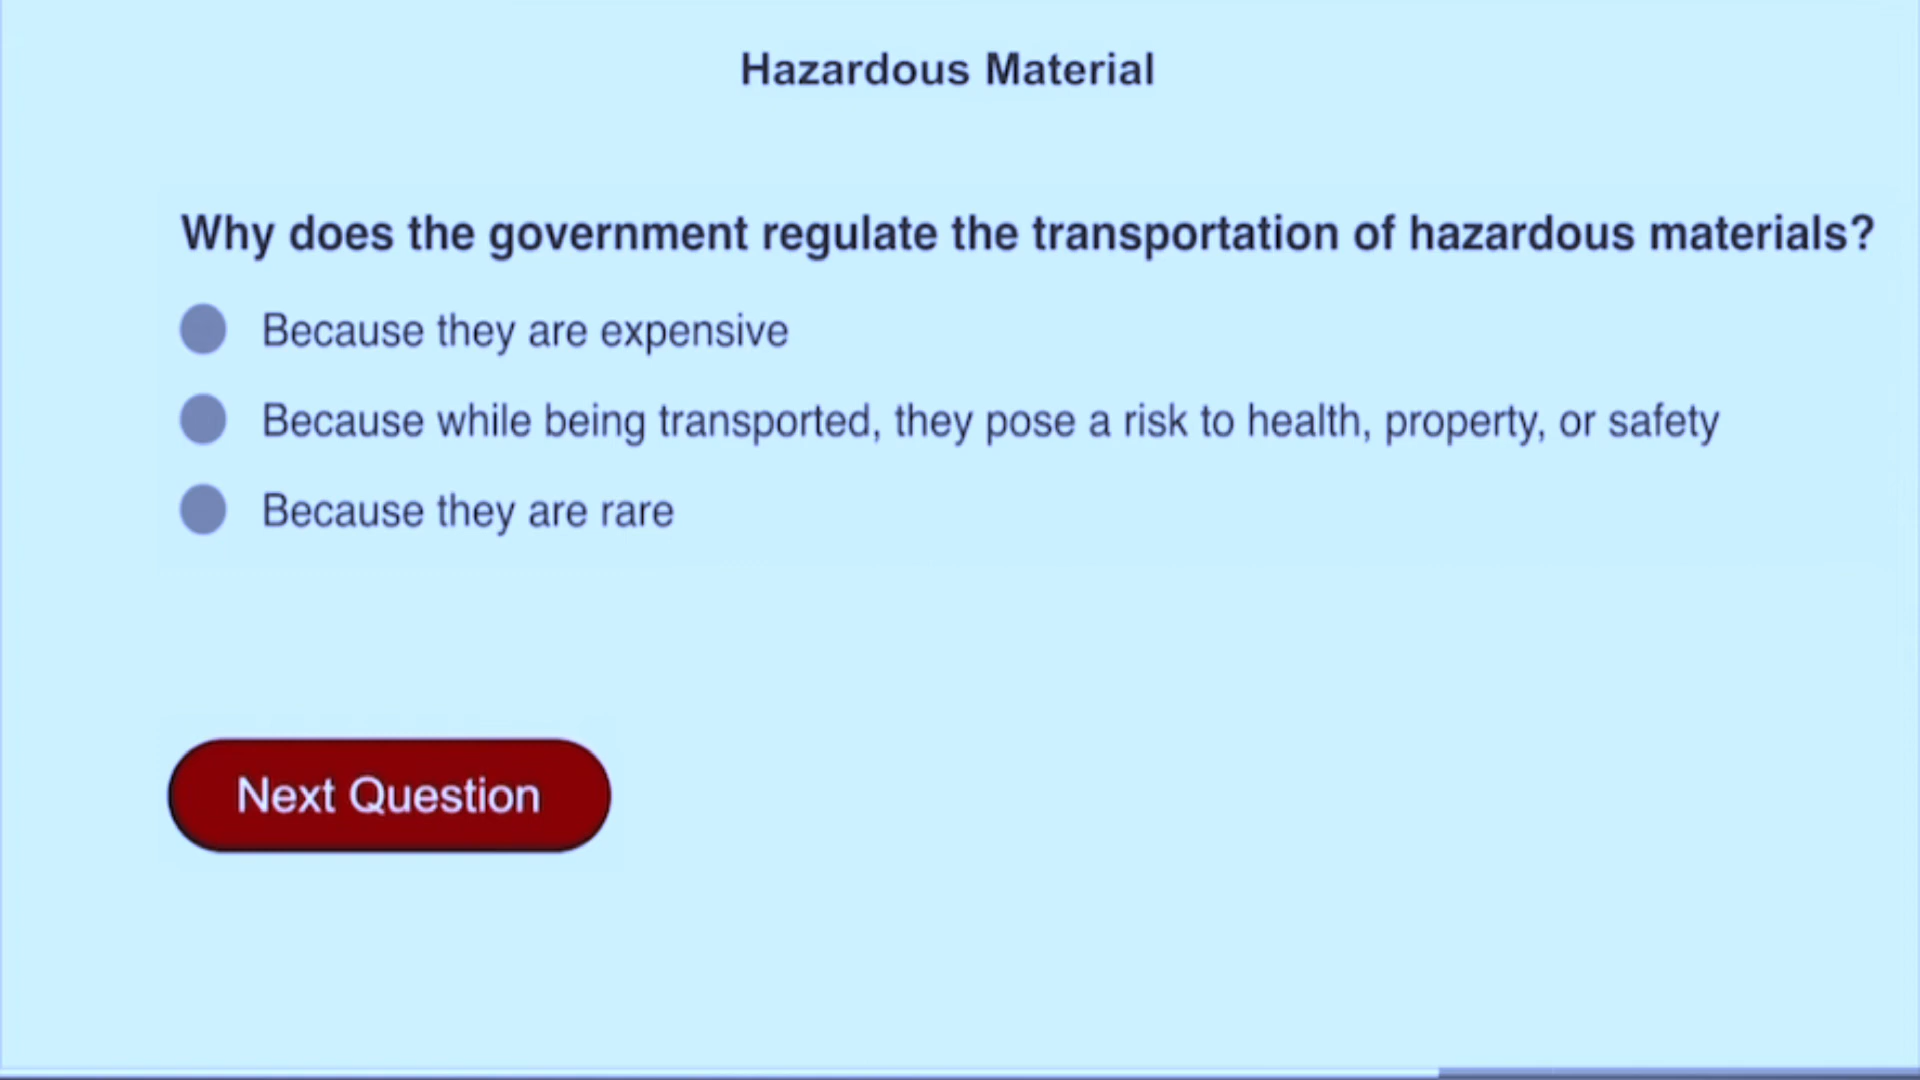 Hazardous Material
Why does the government regulate the transportation of hazardous materials?
Because they are expensive
Because while being transported, they pose a risk to health, property, or safety
Because they are rare
Next Question